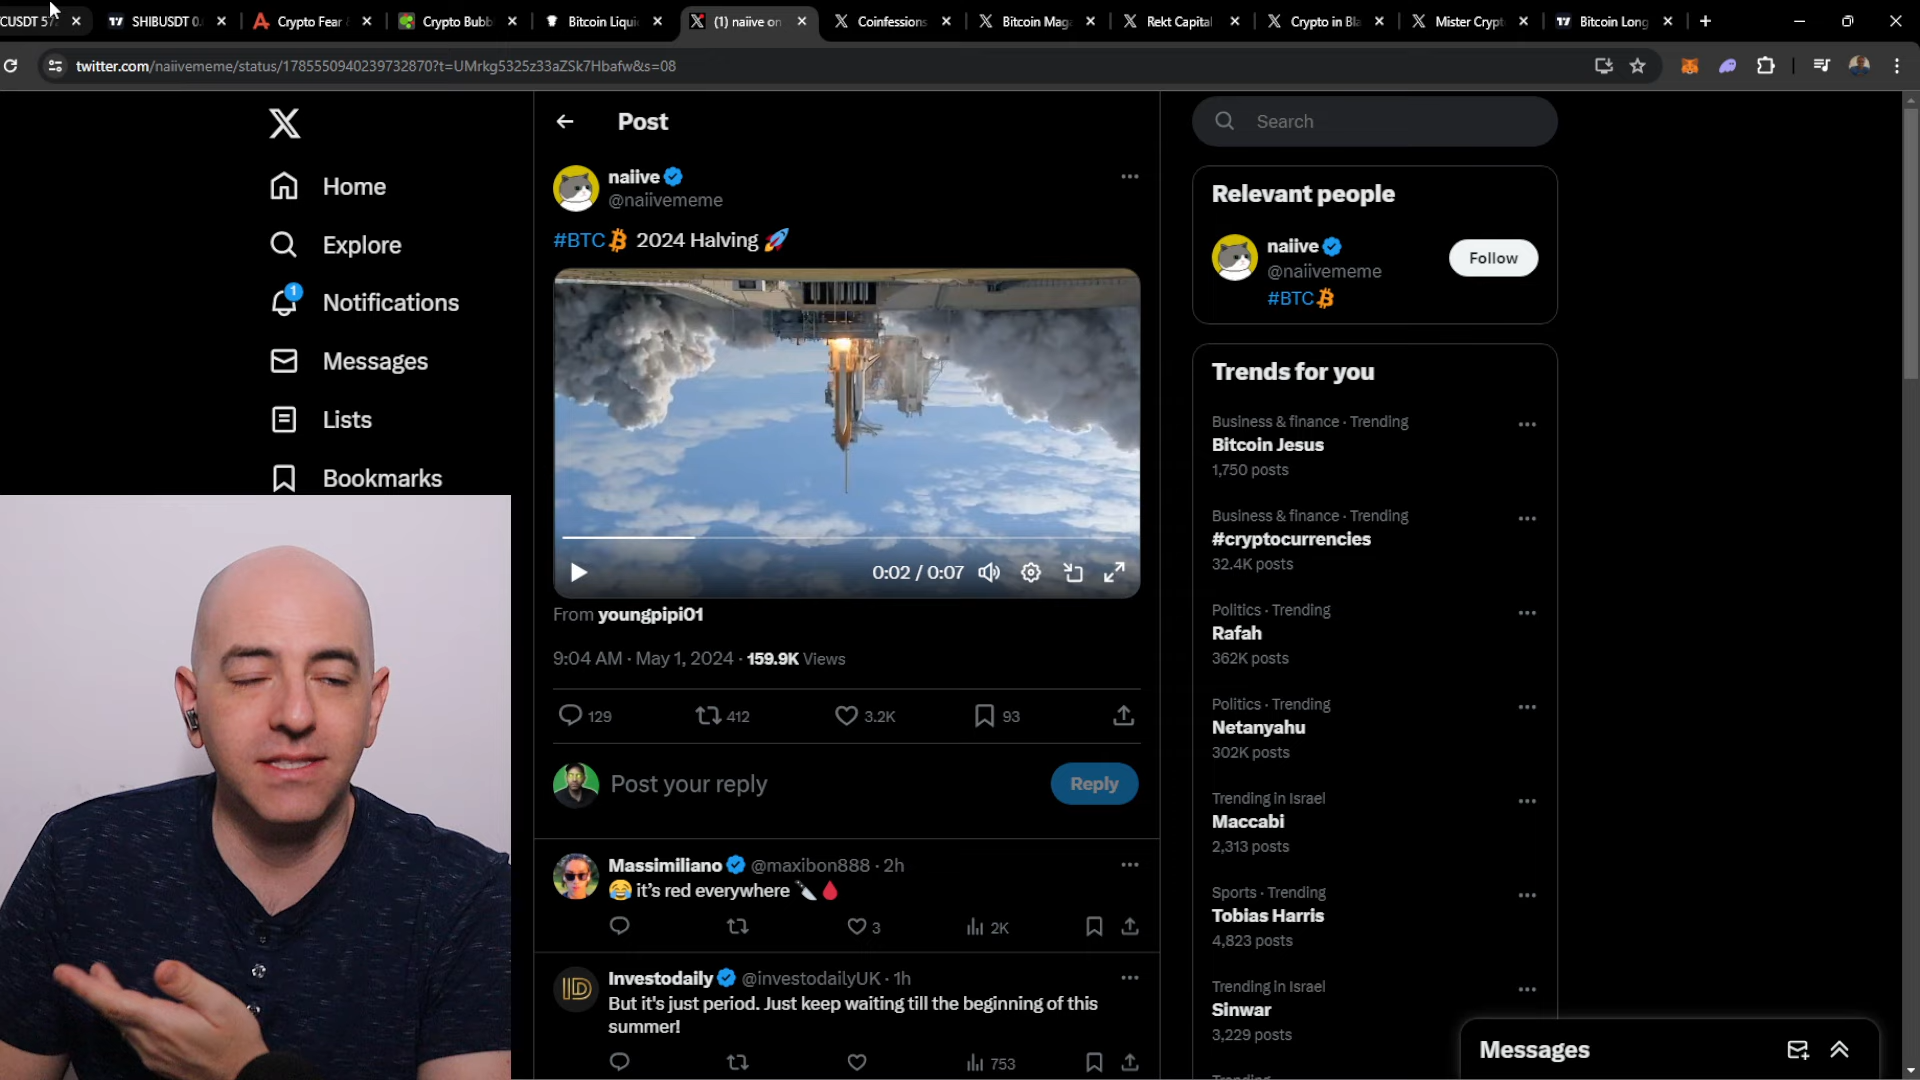 CUSDT 57
SHIBUSDT 0.
Crypto Fear
Crypto Bubb
Bitcoin Liqui
(1) naiive on
Coinfessions
Bitcoin Mag
Rekt Capital
Crypto in Bl
Mister Crypt
Bitcoin Long
twitter.com/naiivememe/status/1785550940239732870?t=UMrkg5325z33aZSk7Hbafw&s=08
Home
Explore
1
Notifications
Messages
Lists
Bookmarks
Post
naiive
@naiivememe
#BTC 2024 Halving
0:02 / 0:07
From youngpipi01
9:04 AM · May 1, 2024 · 159.9K Views
129
412
3.2K
93
Post your reply
Reply
Massimiliano @maxibon888 · 2h
it's red everywhere
3
2K
Investodaily @investodailyUK · 1h
But it's just period. Just keep waiting till the beginning of this
summer!
753
Search
Relevant people
naiive
@naiivememe
#BTC
Follow
Trends for you
Business & finance · Trending
Bitcoin Jesus
1,750 posts
Business & finance · Trending
#cryptocurrencies
32.4K posts
Politics · Trending
Rafah
362K posts
Politics · Trending
Netanyahu
302K posts
Trending in Israel
Maccabi
2,313 posts
Sports · Trending
Tobias Harris
4,823 posts
Trending in Israel
Sinwar
3,229 posts
Messages